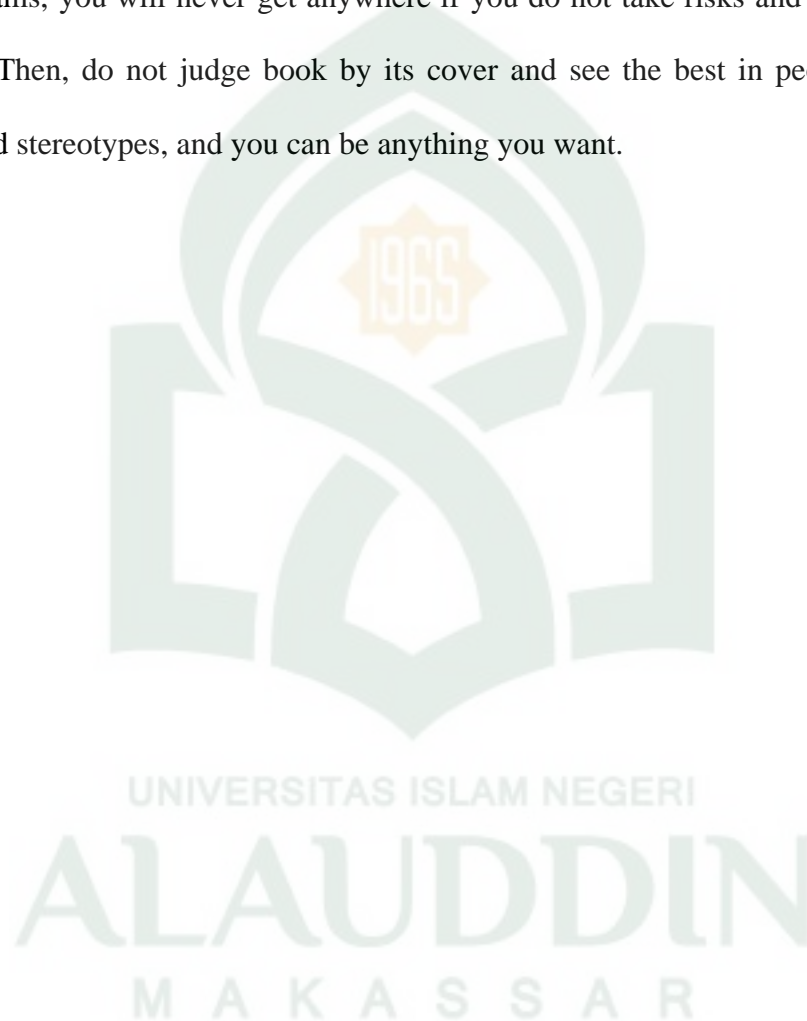 you will never get anywhere if you do not take risks and
Then, do not judge book by its cover and see the best in
stereotypes, and you can be anything you want.
1965
UNIVERSITAS ISLAM NEGERI
ALAUDDIN
MAKASSAR